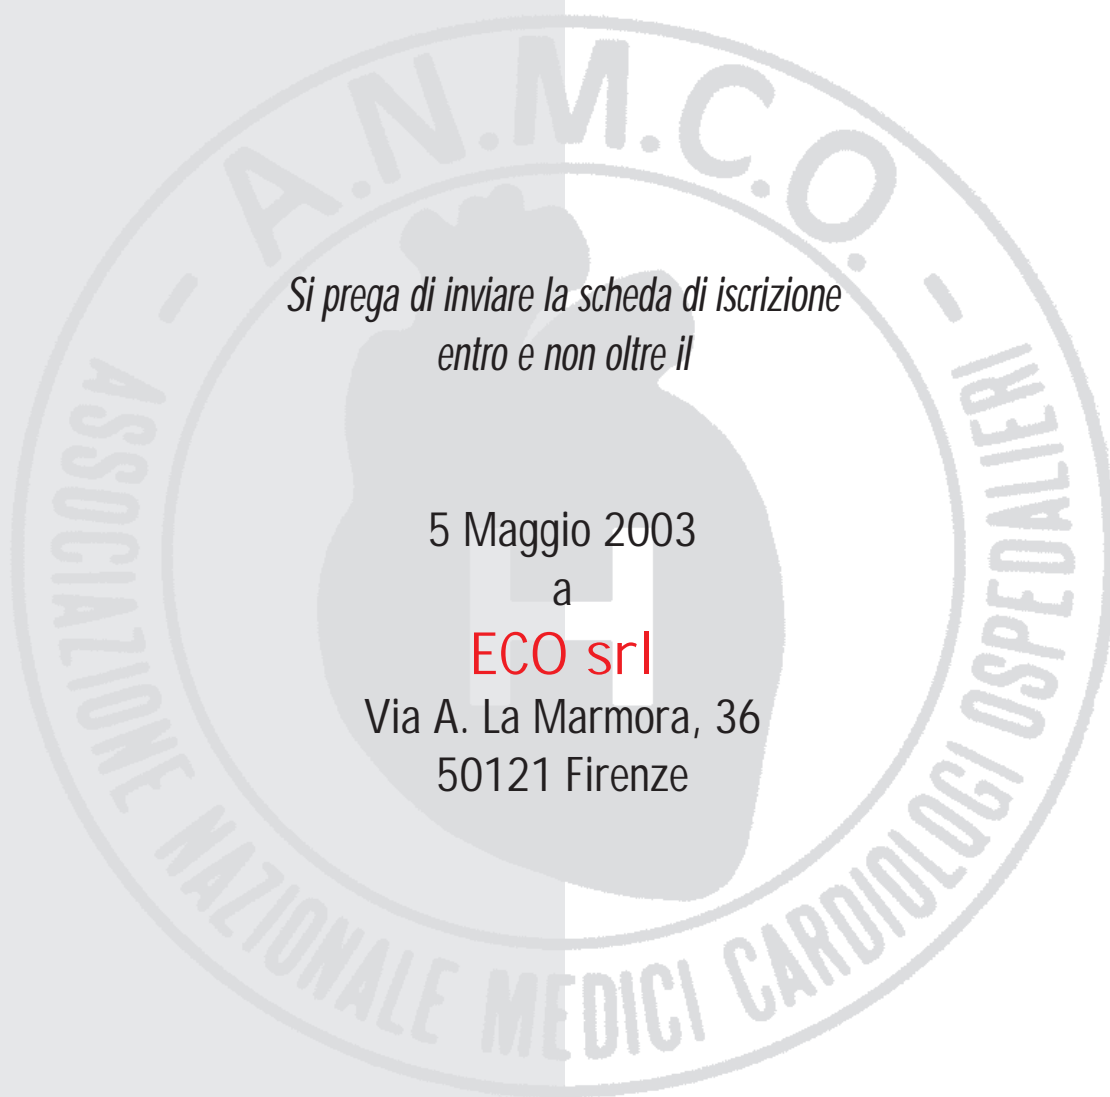 A.N.M.C.O.
Si prega di inviare la scheda di iscrizione
entro e non oltre il
5 Maggio 2003
a
ECO srl
Via A. La Marmora, 36
50121 Firenze
ASSOCIAZIONE NAZIONALE MEDICI CARDIOLOGI OSPEDALIERI
H